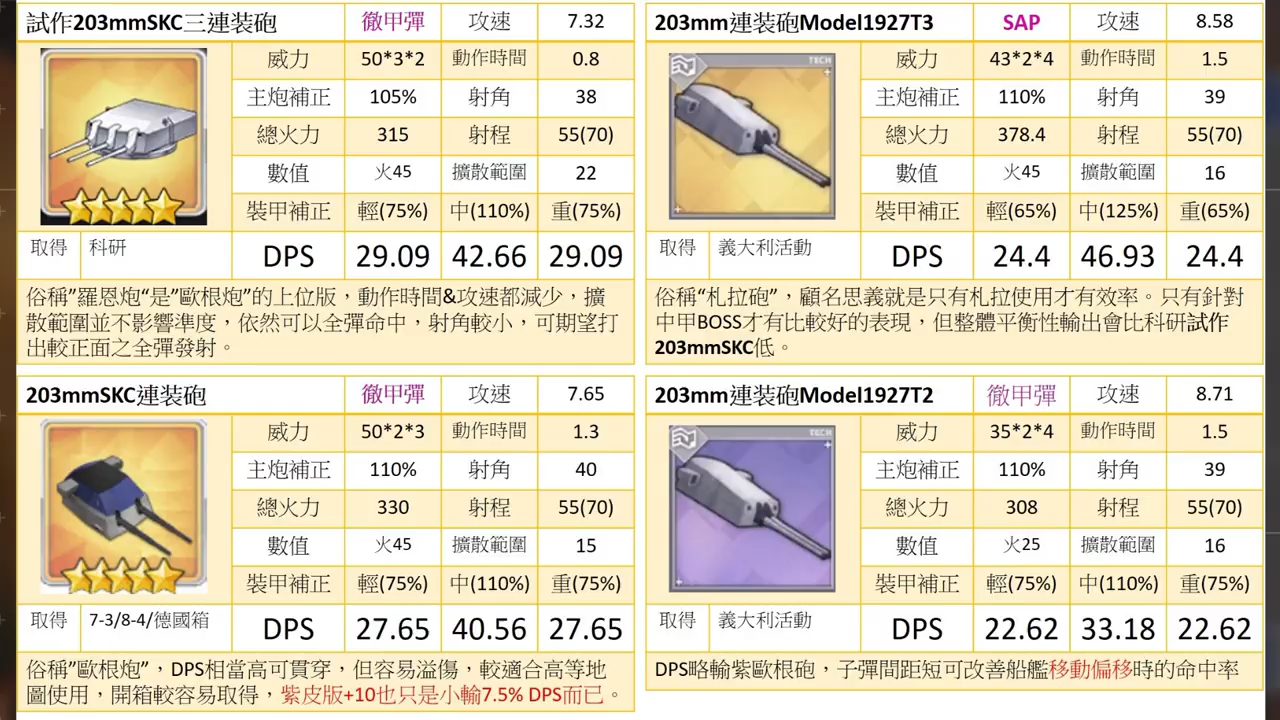 試作203mmSKC三連装砲 徹甲彈 攻速 7.32
威力 50*3*2 動作時間 0.8
主炮補正 105% 射角 38
總火力 315 射程 55(70)
數值 火45 擴散範圍 22
裝甲補正 輕(75%) 中(110%) 重(75%)
取得 科研 DPS 29.09 42.66 29.09
俗稱"羅恩炮“是”歐根炮”的上位版，動作時間&攻速都減少，擴
散範圍並不影響準度，依然可以全彈命中，射角較小，可期望打
出較正面之全彈發射。
203mm連装砲Model1927T3 SAP 攻速 8.58
TECH
威力 43*2*4 動作時間 1.5
主炮補正 110% 射角 39
總火力 378.4 射程 55(70)
數值 火45 擴散範圍 16
裝甲補正 輕(65%) 中(125%) 重(65%)
取得 義大利活動 DPS 24.4 46.93 24.4
俗稱“札拉砲”，顧名思義就是只有札拉使用才有效率。只有針對
中甲BOSS才有比較好的表現，但整體平衡性輸出會比科研試作
203mmSKC低。
203mmSKC連装砲 徹甲彈 攻速 7.65
威力 50*2*3 動作時間 1.3
主炮補正 110% 射角 40
總火力 330 射程 55(70)
數值 火45 擴散範圍 15
裝甲補正 輕(75%) 中(110%) 重(75%)
取得 7-3/8-4/德國箱 DPS 27.65 40.56 27.65
俗稱”歐根炮”，DPS相當高可貫穿，但容易溢傷，較適合高等地
圖使用，開箱較容易取得，紫皮版+10也只是小輸7.5% DPS而已。
203mm連装砲Model1927T2 徹甲彈 攻速 8.71
TECH
威力 35*2*4 動作時間 1.5
主炮補正 110% 射角 39
總火力 308 射程 55(70)
數值 火25 擴散範圍 16
裝甲補正 輕(75%) 中(110%) 重(75%)
取得 義大利活動 DPS 22.62 33.18 22.62
DPS略輸紫歐根砲，子彈間距短可改善船艦移動偏移時的命中率